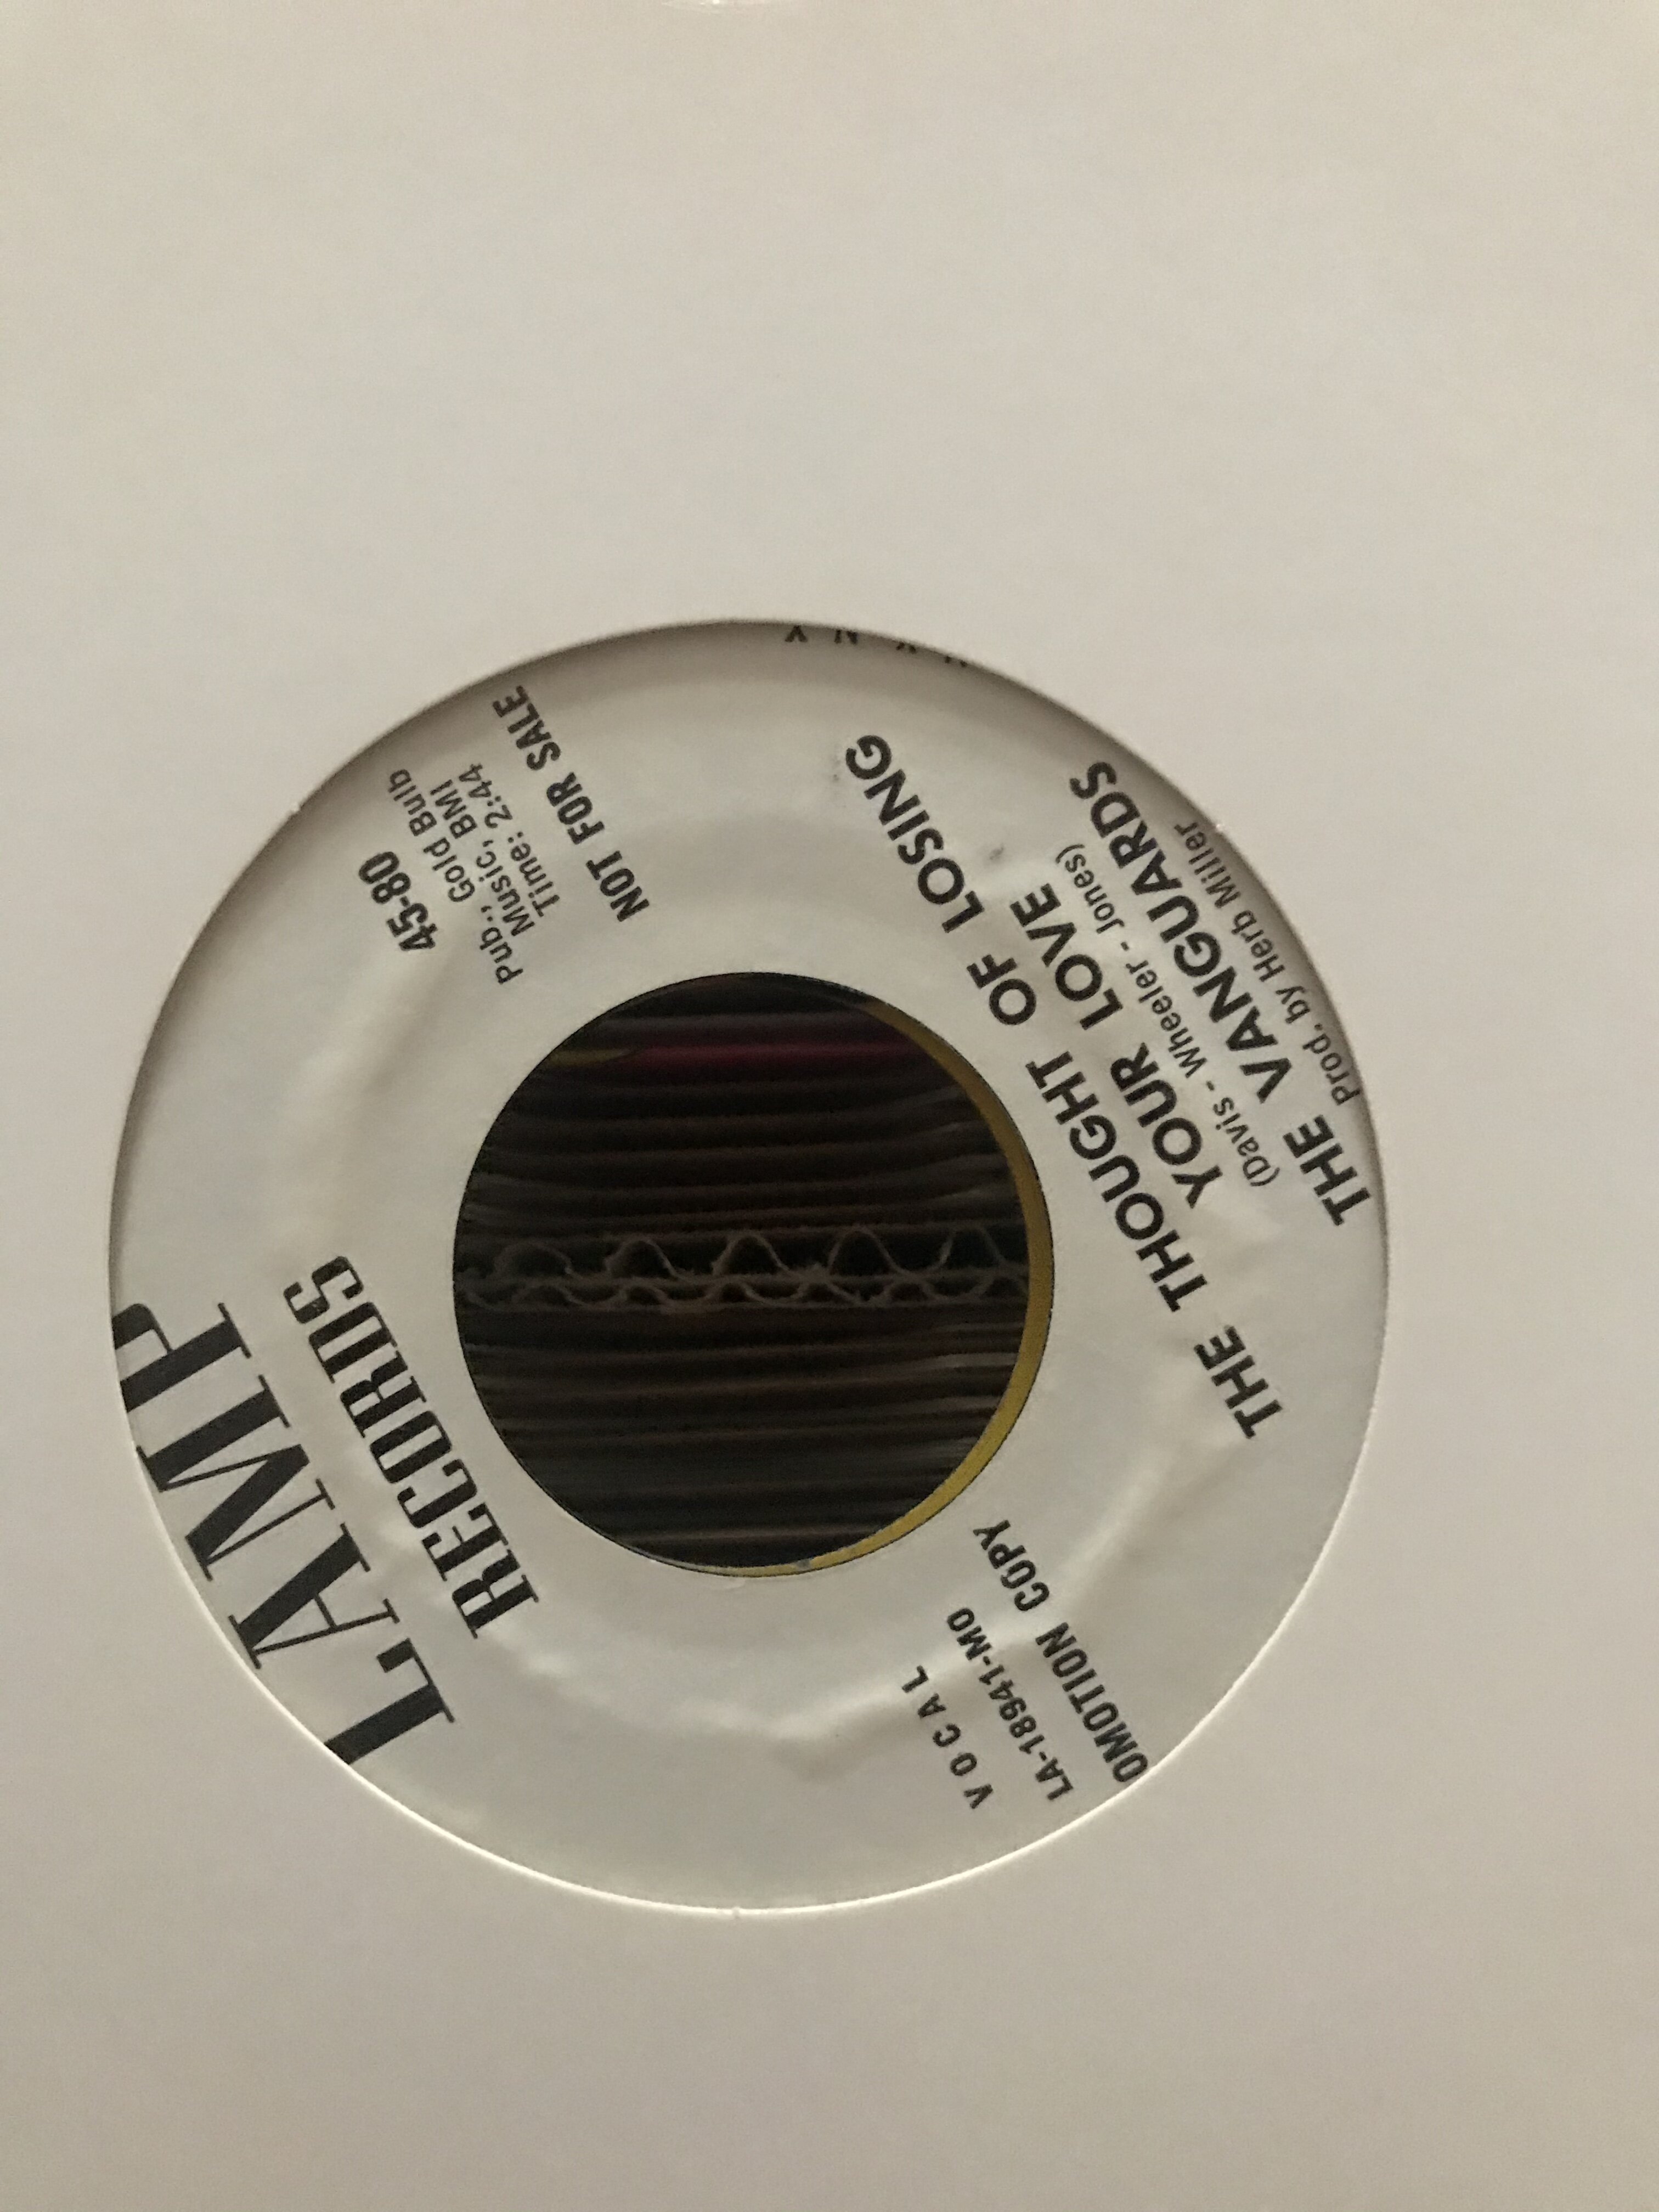 LAMP
RECORDS
45-80
Pub., Gold Bulb
Music, BMI
Time: 2:44
NOT FOR SALE
VOCAL
LA-18941-MO
OMOTION COPY
THE THOUGHT OF LOSING
YOUR LOVE
(Davis - Wheeler - Jones)
THE VANGUARDS
Prod. by Herb Miller